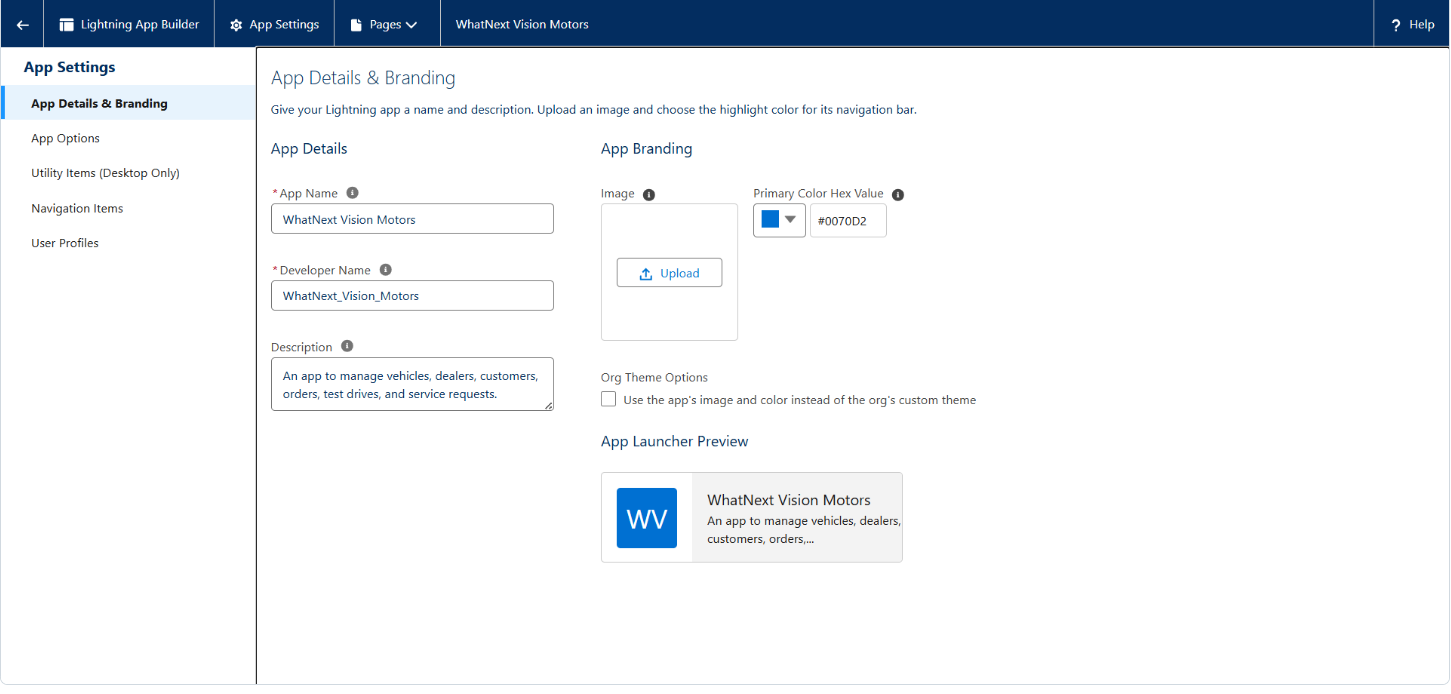 Lightning App Builder
App Settings
Pages
WhatNext Vision Motors
? Help
App Settings
App Details & Branding
App Options
Utility Items (Desktop Only)
Navigation Items
User Profiles
App Details & Branding
Give your Lightning app a name and description. Upload an image and choose the highlight color for its navigation bar.
App Details
*App Name
WhatNext Vision Motors
*Developer Name
WhatNext_Vision_Motors
Description
An app to manage vehicles, dealers, customers,
orders, test drives, and service requests.
App Branding
Image
Upload
Primary Color Hex Value
#0070D2
Org Theme Options
Use the app's image and color instead of the org's custom theme
App Launcher Preview
WV
WhatNext Vision Motors
An app to manage vehicles, dealers,
customers, orders,...